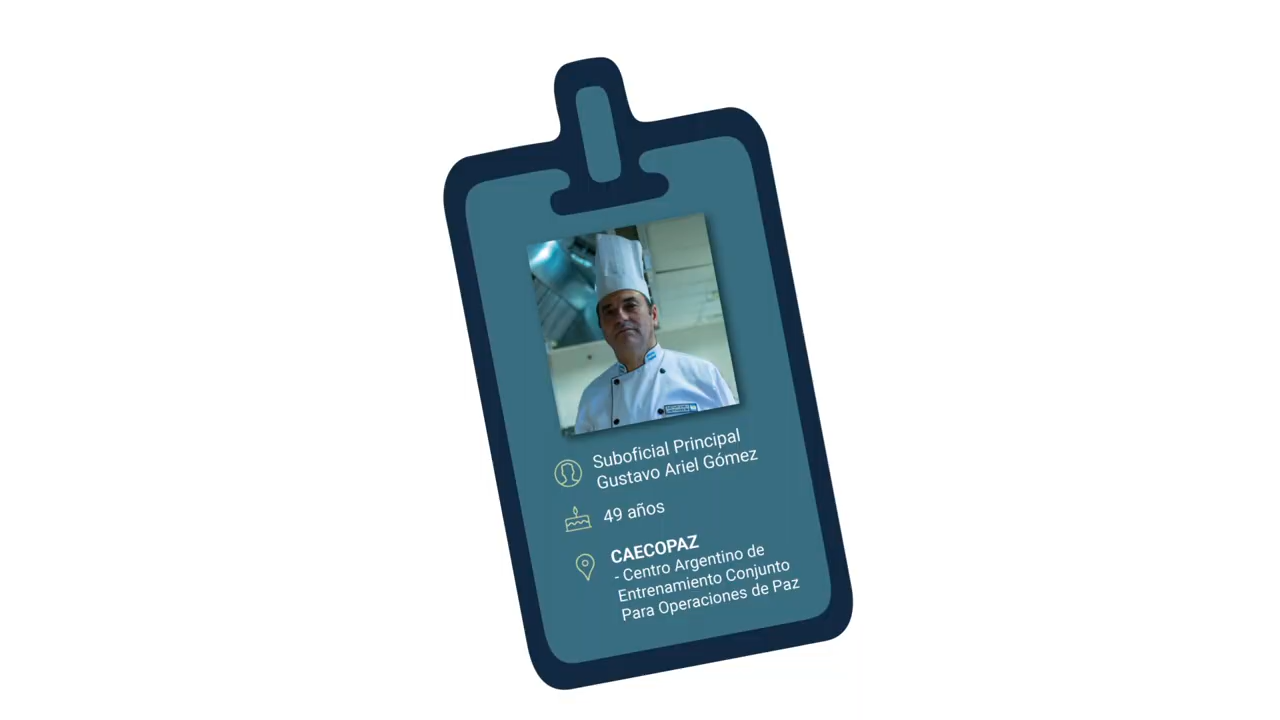 Suboficial Principal
Gustavo Ariel Gómez
49 años
CAECOPAZ
- Centro Argentino de
Entrenamiento Conjunto
Para Operaciones de Paz